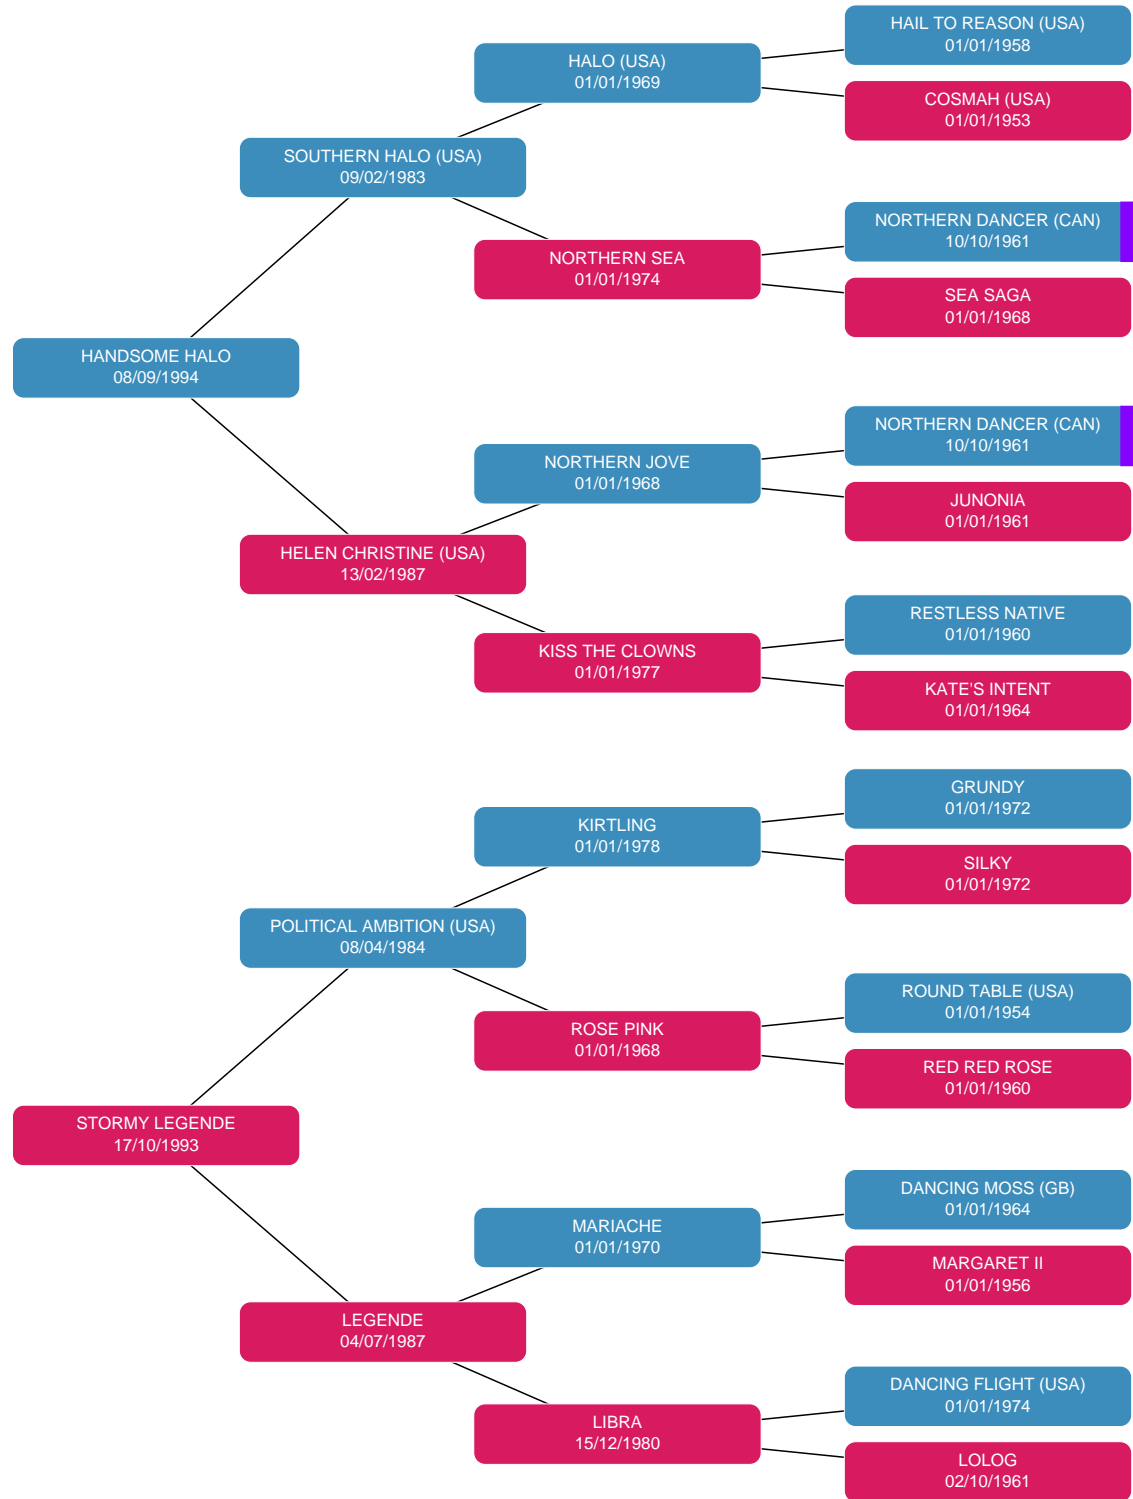 HAIL TO REASON (USA)
01/01/1958
HALO (USA)
01/01/1969
COSMAH (USA)
01/01/1953
SOUTHERN HALO (USA)
09/02/1983
NORTHERN DANCER (CAN)
10/10/1961
NORTHERN SEA
01/01/1974
SEA SAGA
01/01/1968
HANDSOME HALO
08/09/1994
NORTHERN DANCER (CAN)
10/10/1961
NORTHERN JOVE
01/01/1968
JUNONIA
01/01/1961
HELEN CHRISTINE (USA)
13/02/1987
RESTLESS NATIVE
01/01/1960
KISS THE CLOWNS
01/01/1977
KATE'S INTENT
01/01/1964
GRUNDY
01/01/1972
KIRTLING
01/01/1978
SILKY
01/01/1972
POLITICAL AMBITION (USA)
08/04/1984
ROUND TABLE (USA)
01/01/1954
ROSE PINK
01/01/1968
RED RED ROSE
01/01/1960
STORMY LEGENDE
17/10/1993
DANCING MOSS (GB)
01/01/1964
MARIACHE
01/01/1970
MARGARET II
01/01/1956
LEGENDE
04/07/1987
DANCING FLIGHT (USA)
01/01/1974
LIBRA
15/12/1980
LOLOG
02/10/1961